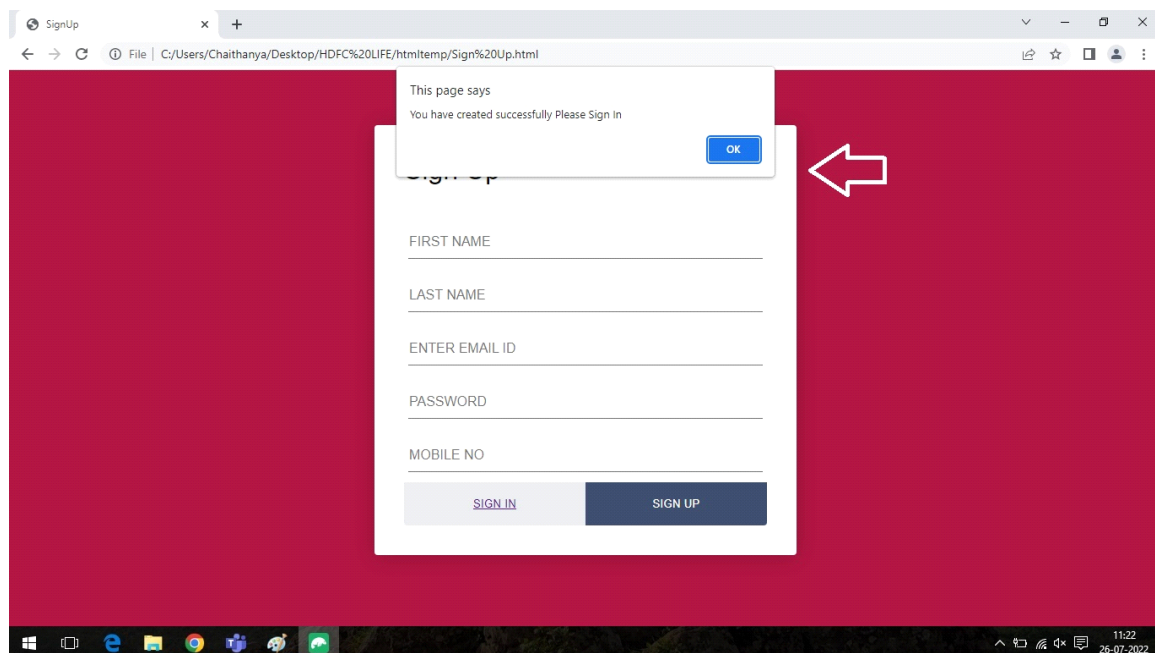 SignUp
File | C:/Users/Chaithanya/Desktop/HDFC%20LIFE/htmltemp/Sign%20Up.html
This page says
You have created successfully Please Sign In
OK
Sign Up
FIRST NAME
LAST NAME
ENTER EMAIL ID
PASSWORD
MOBILE NO
SIGN IN SIGN UP
11:22
26-07-2022